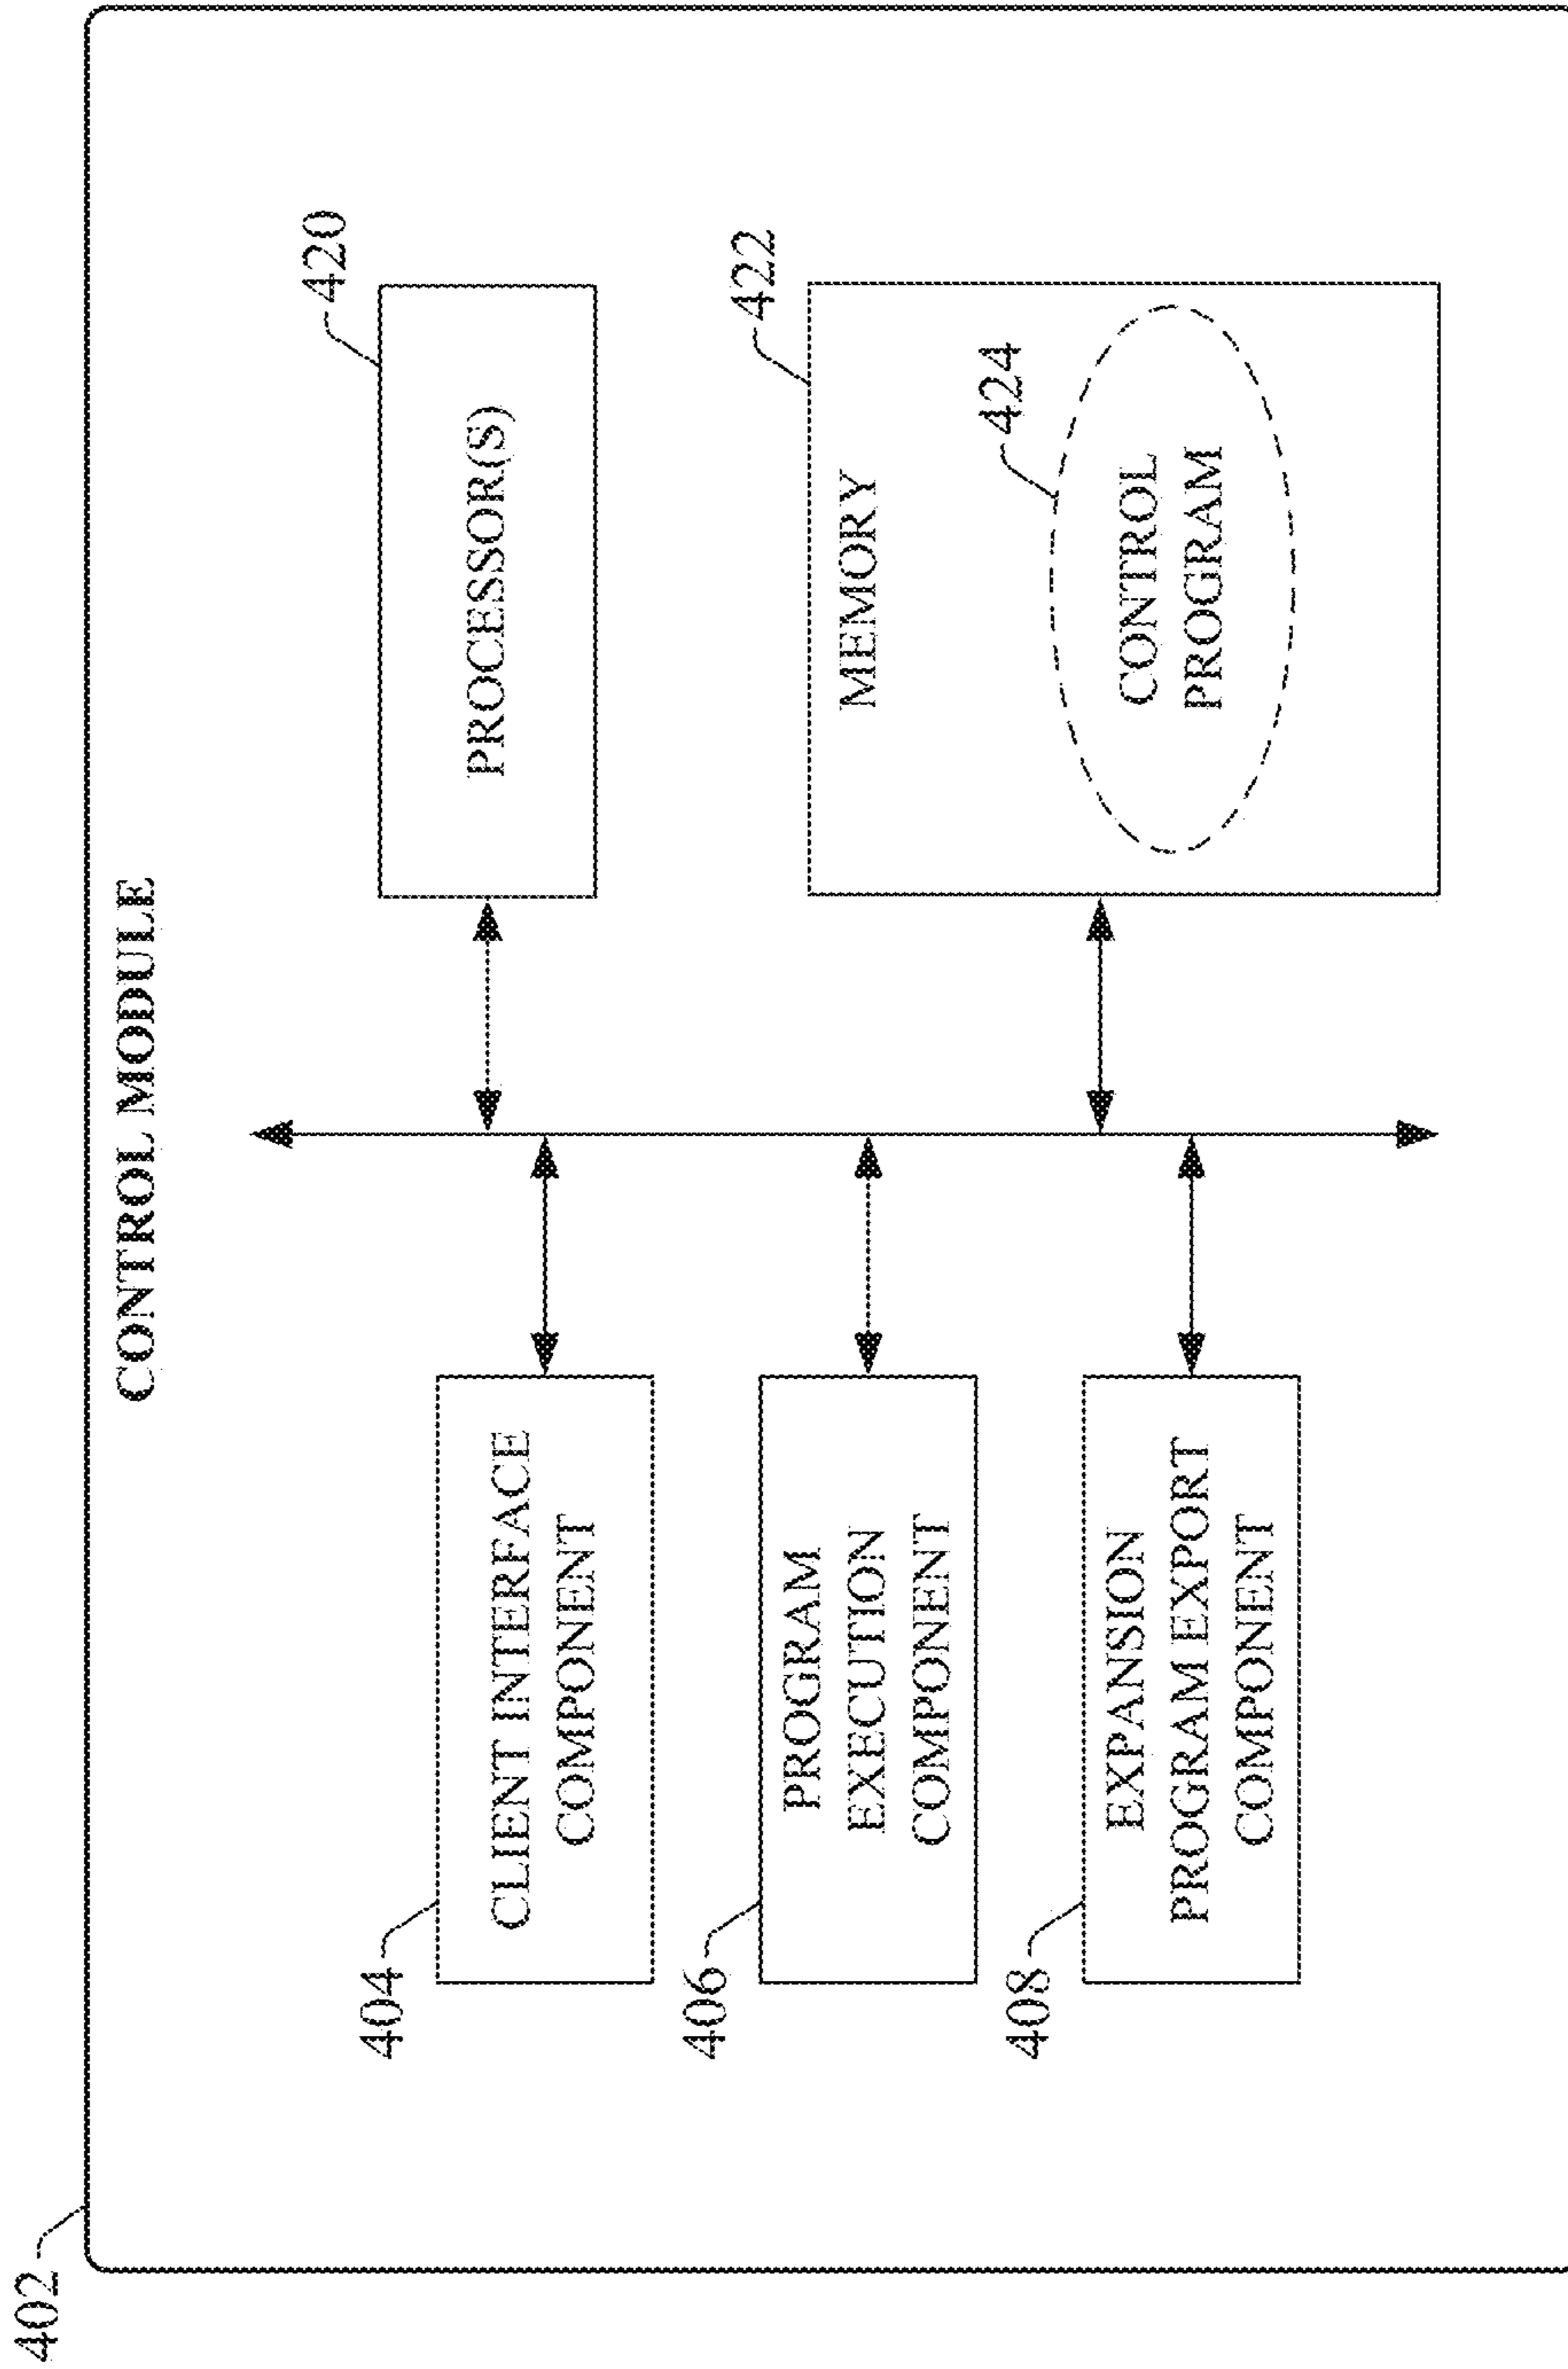 402
CONTROL MODULE
404
CLIENT INTERFACE
COMPONENT
406
PROGRAM
EXECUTION
COMPONENT
408
EXPANSION
PROGRAM EXPORT
COMPONENT
420
PROCESSOR(S)
422
MEMORY
424
CONTROL
PROGRAM